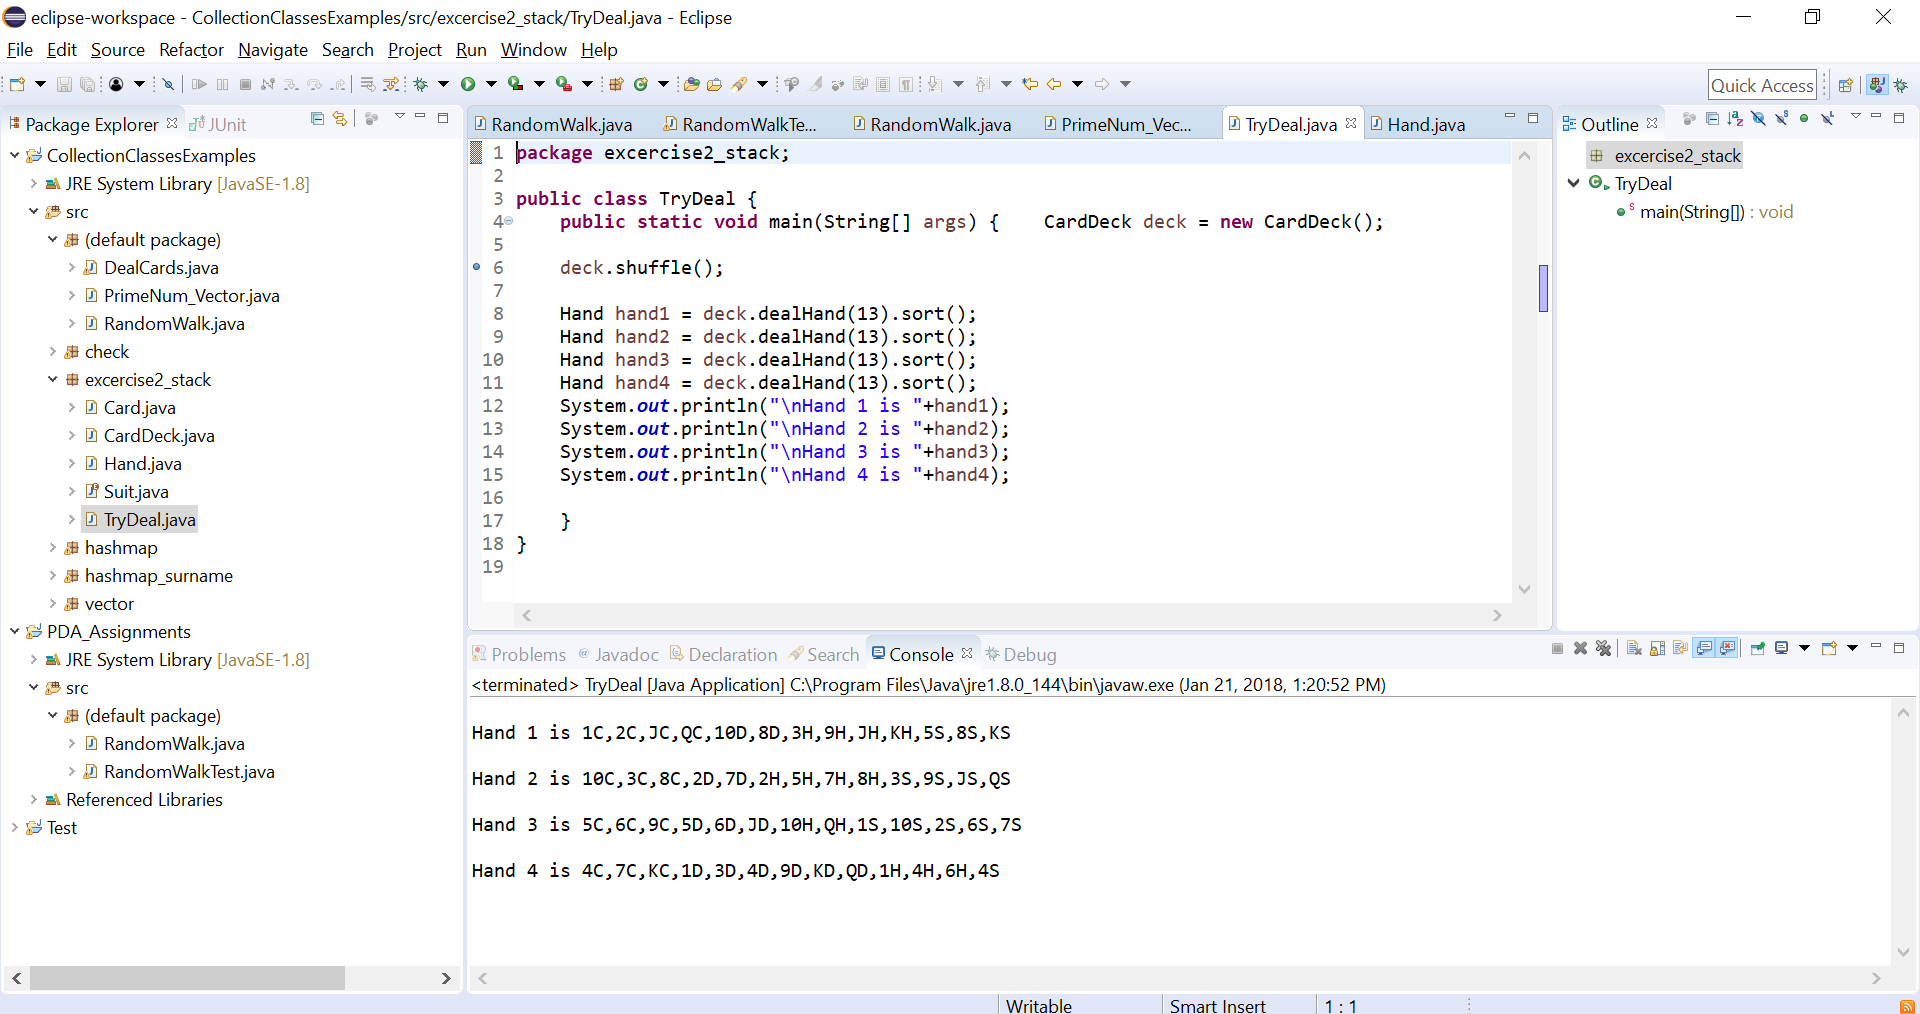 eclipse-workspace - CollectionClassesExamples/src/excercise2_stack/TryDeal.java - Eclipse
File Edit Source Refactor Navigate Search Project Run Window Help
Quick Access
Package Explorer JUnit
CollectionClassesExamples
JRE System Library [JavaSE-1.8]
src
(default package)
DealCards.java
PrimeNum_Vector.java
RandomWalk.java
check
excercise2_stack
Card.java
CardDeck.java
Hand.java
Suit.java
TryDeal.java
hashmap
hashmap_surname
vector
PDA_Assignments
JRE System Library [JavaSE-1.8]
src
(default package)
RandomWalk.java
RandomWalkTest.java
Referenced Libraries
Test
RandomWalk.java RandomWalkTe... RandomWalk.java PrimeNum_Vec... TryDeal.java Hand.java
1 package excercise2_stack;
2
3 public class TryDeal {
4 public static void main(String[] args) { CardDeck deck = new CardDeck();
5
6 deck.shuffle();
7
8 Hand hand1 = deck.dealHand(13).sort();
9 Hand hand2 = deck.dealHand(13).sort();
10 Hand hand3 = deck.dealHand(13).sort();
11 Hand hand4 = deck.dealHand(13).sort();
12 System.out.println("\nHand 1 is "+hand1);
13 System.out.println("\nHand 2 is "+hand2);
14 System.out.println("\nHand 3 is "+hand3);
15 System.out.println("\nHand 4 is "+hand4);
16
17 }
18 }
19
Outline
excercise2_stack
TryDeal
main(String[]) : void
Problems Javadoc Declaration Search Console Debug
<terminated> TryDeal [Java Application] C:\Program Files\Java\jre1.8.0_144\bin\javaw.exe (Jan 21, 2018, 1:20:52 PM)
Hand 1 is 1C,2C,JC,QC,10D,8D,3H,9H,JH,KH,5S,8S,KS
Hand 2 is 10C,3C,8C,2D,7D,2H,5H,7H,8H,3S,9S,JS,QS
Hand 3 is 5C,6C,9C,5D,6D,JD,10H,QH,1S,10S,2S,6S,7S
Hand 4 is 4C,7C,KC,1D,3D,4D,9D,KD,QD,1H,4H,6H,4S
Writable Smart Insert 1 : 1